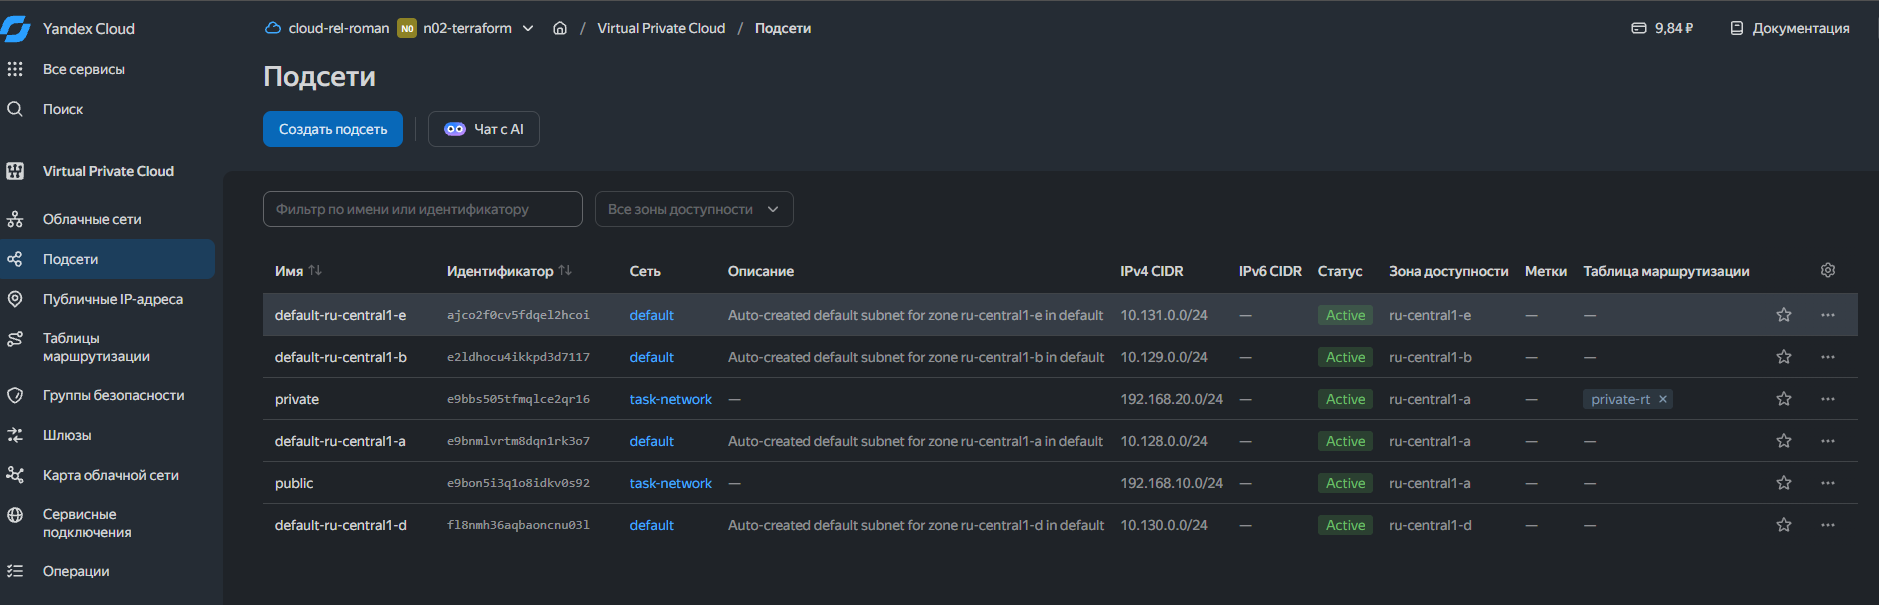 Yandex Cloud
cloud-rel-roman N0 n02-terraform / Virtual Private Cloud / Подсети
9,84 ₽ Документация
Все сервисы
Поиск
Virtual Private Cloud
Облачные сети
Подсети
Публичные IP-адреса
Таблицы
маршрутизации
Группы безопасности
Шлюзы
Карта облачной сети
Сервисные
подключения
Операции
Подсети
Создать подсеть Чат с AI
Фильтр по имени или идентификатору Все зоны доступности
Имя Идентификатор Сеть Описание IPv4 CIDR IPv6 CIDR Статус Зона доступности Метки Таблица маршрутизации
default-ru-central1-e ajco2f0cv5fdqel2hcoi default Auto-created default subnet for zone ru-central1-e in default 10.131.0.0/24 — Active ru-central1-e — —
default-ru-central1-b e2ldhocu4ikkpd3d7117 default Auto-created default subnet for zone ru-central1-b in default 10.129.0.0/24 — Active ru-central1-b — —
private e9bbs505tfmqlce2qr16 task-network — 192.168.20.0/24 — Active ru-central1-a — private-rt ×
default-ru-central1-a e9bnmlvrtm8dqn1rk3o7 default Auto-created default subnet for zone ru-central1-a in default 10.128.0.0/24 — Active ru-central1-a — —
public e9bon5i3q1o8idkv0s92 task-network — 192.168.10.0/24 — Active ru-central1-a — —
default-ru-central1-d fl8nmh36aqbaoncnu03l default Auto-created default subnet for zone ru-central1-d in default 10.130.0.0/24 — Active ru-central1-d — —